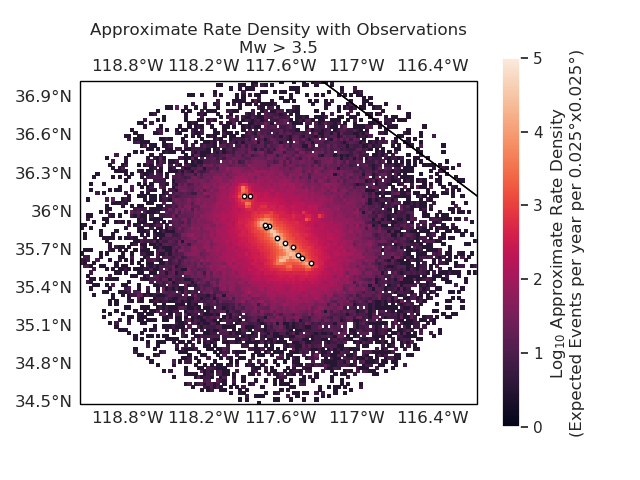 Approximate Rate Density with Observations
Mw > 3.5
118.8°W 118.2°W 117.6°W 117°W 116.4°W
36.9°N
36.6°N
36.3°N
36°N
35.7°N
35.4°N
35.1°N
34.8°N
34.5°N
118.8°W 118.2°W 117.6°W 117°W 116.4°W
5
4
3
2
1
0
Log₁₀ Approximate Rate Density
(Expected Events per year per 0.025°x0.025°)